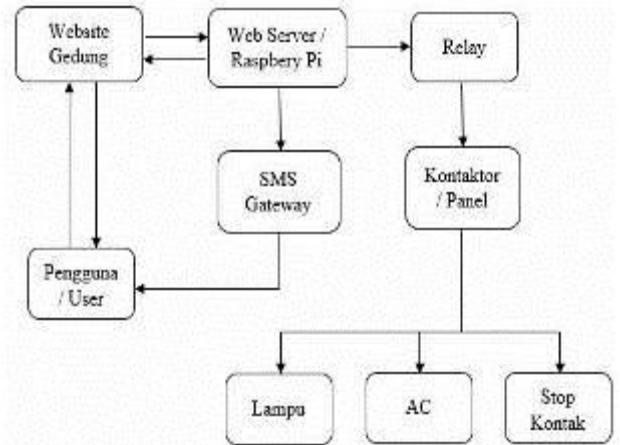 Website
Gedung
Web Server /
Raspbery Pi
Relay
SMS
Gateway
Kontaktor
/ Panel
Pengguna
/ User
Lampu
AC
Stop
Kontak